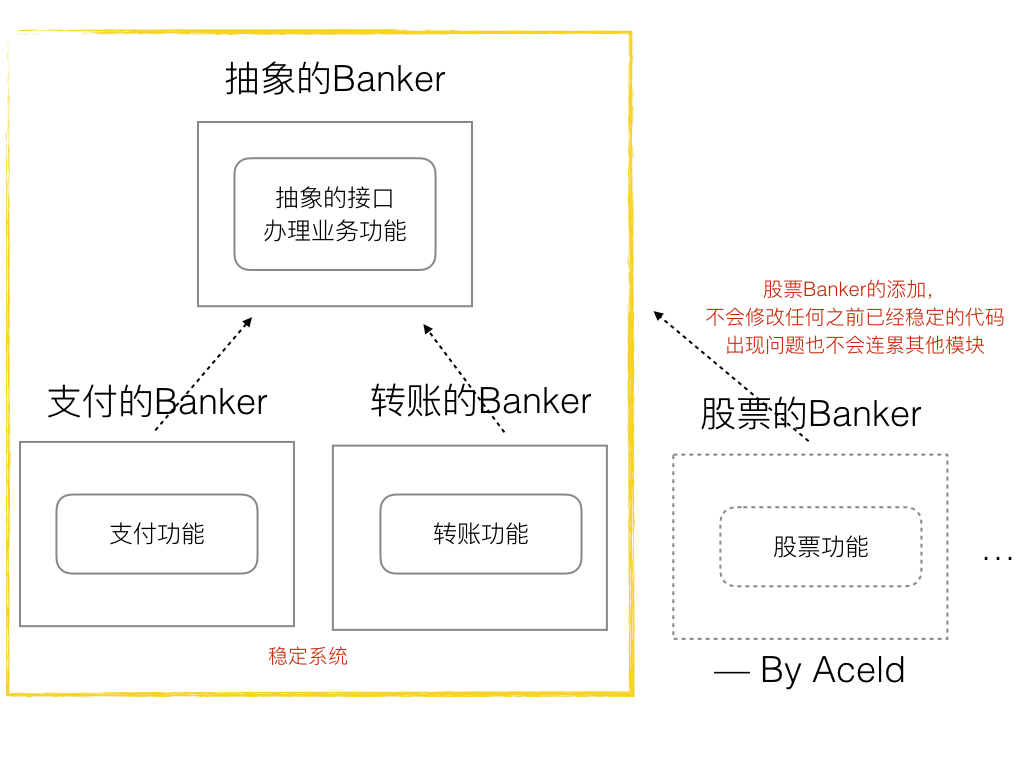 抽象的Banker
抽象的接口
办理业务功能
股票Banker的添加,
不会修改任何之前已经稳定的代码
出现问题也不会连累其他模块
支付的Banker
转账的Banker
股票的Banker
支付功能
转账功能
股票功能
...
稳定系统
— By Aceld